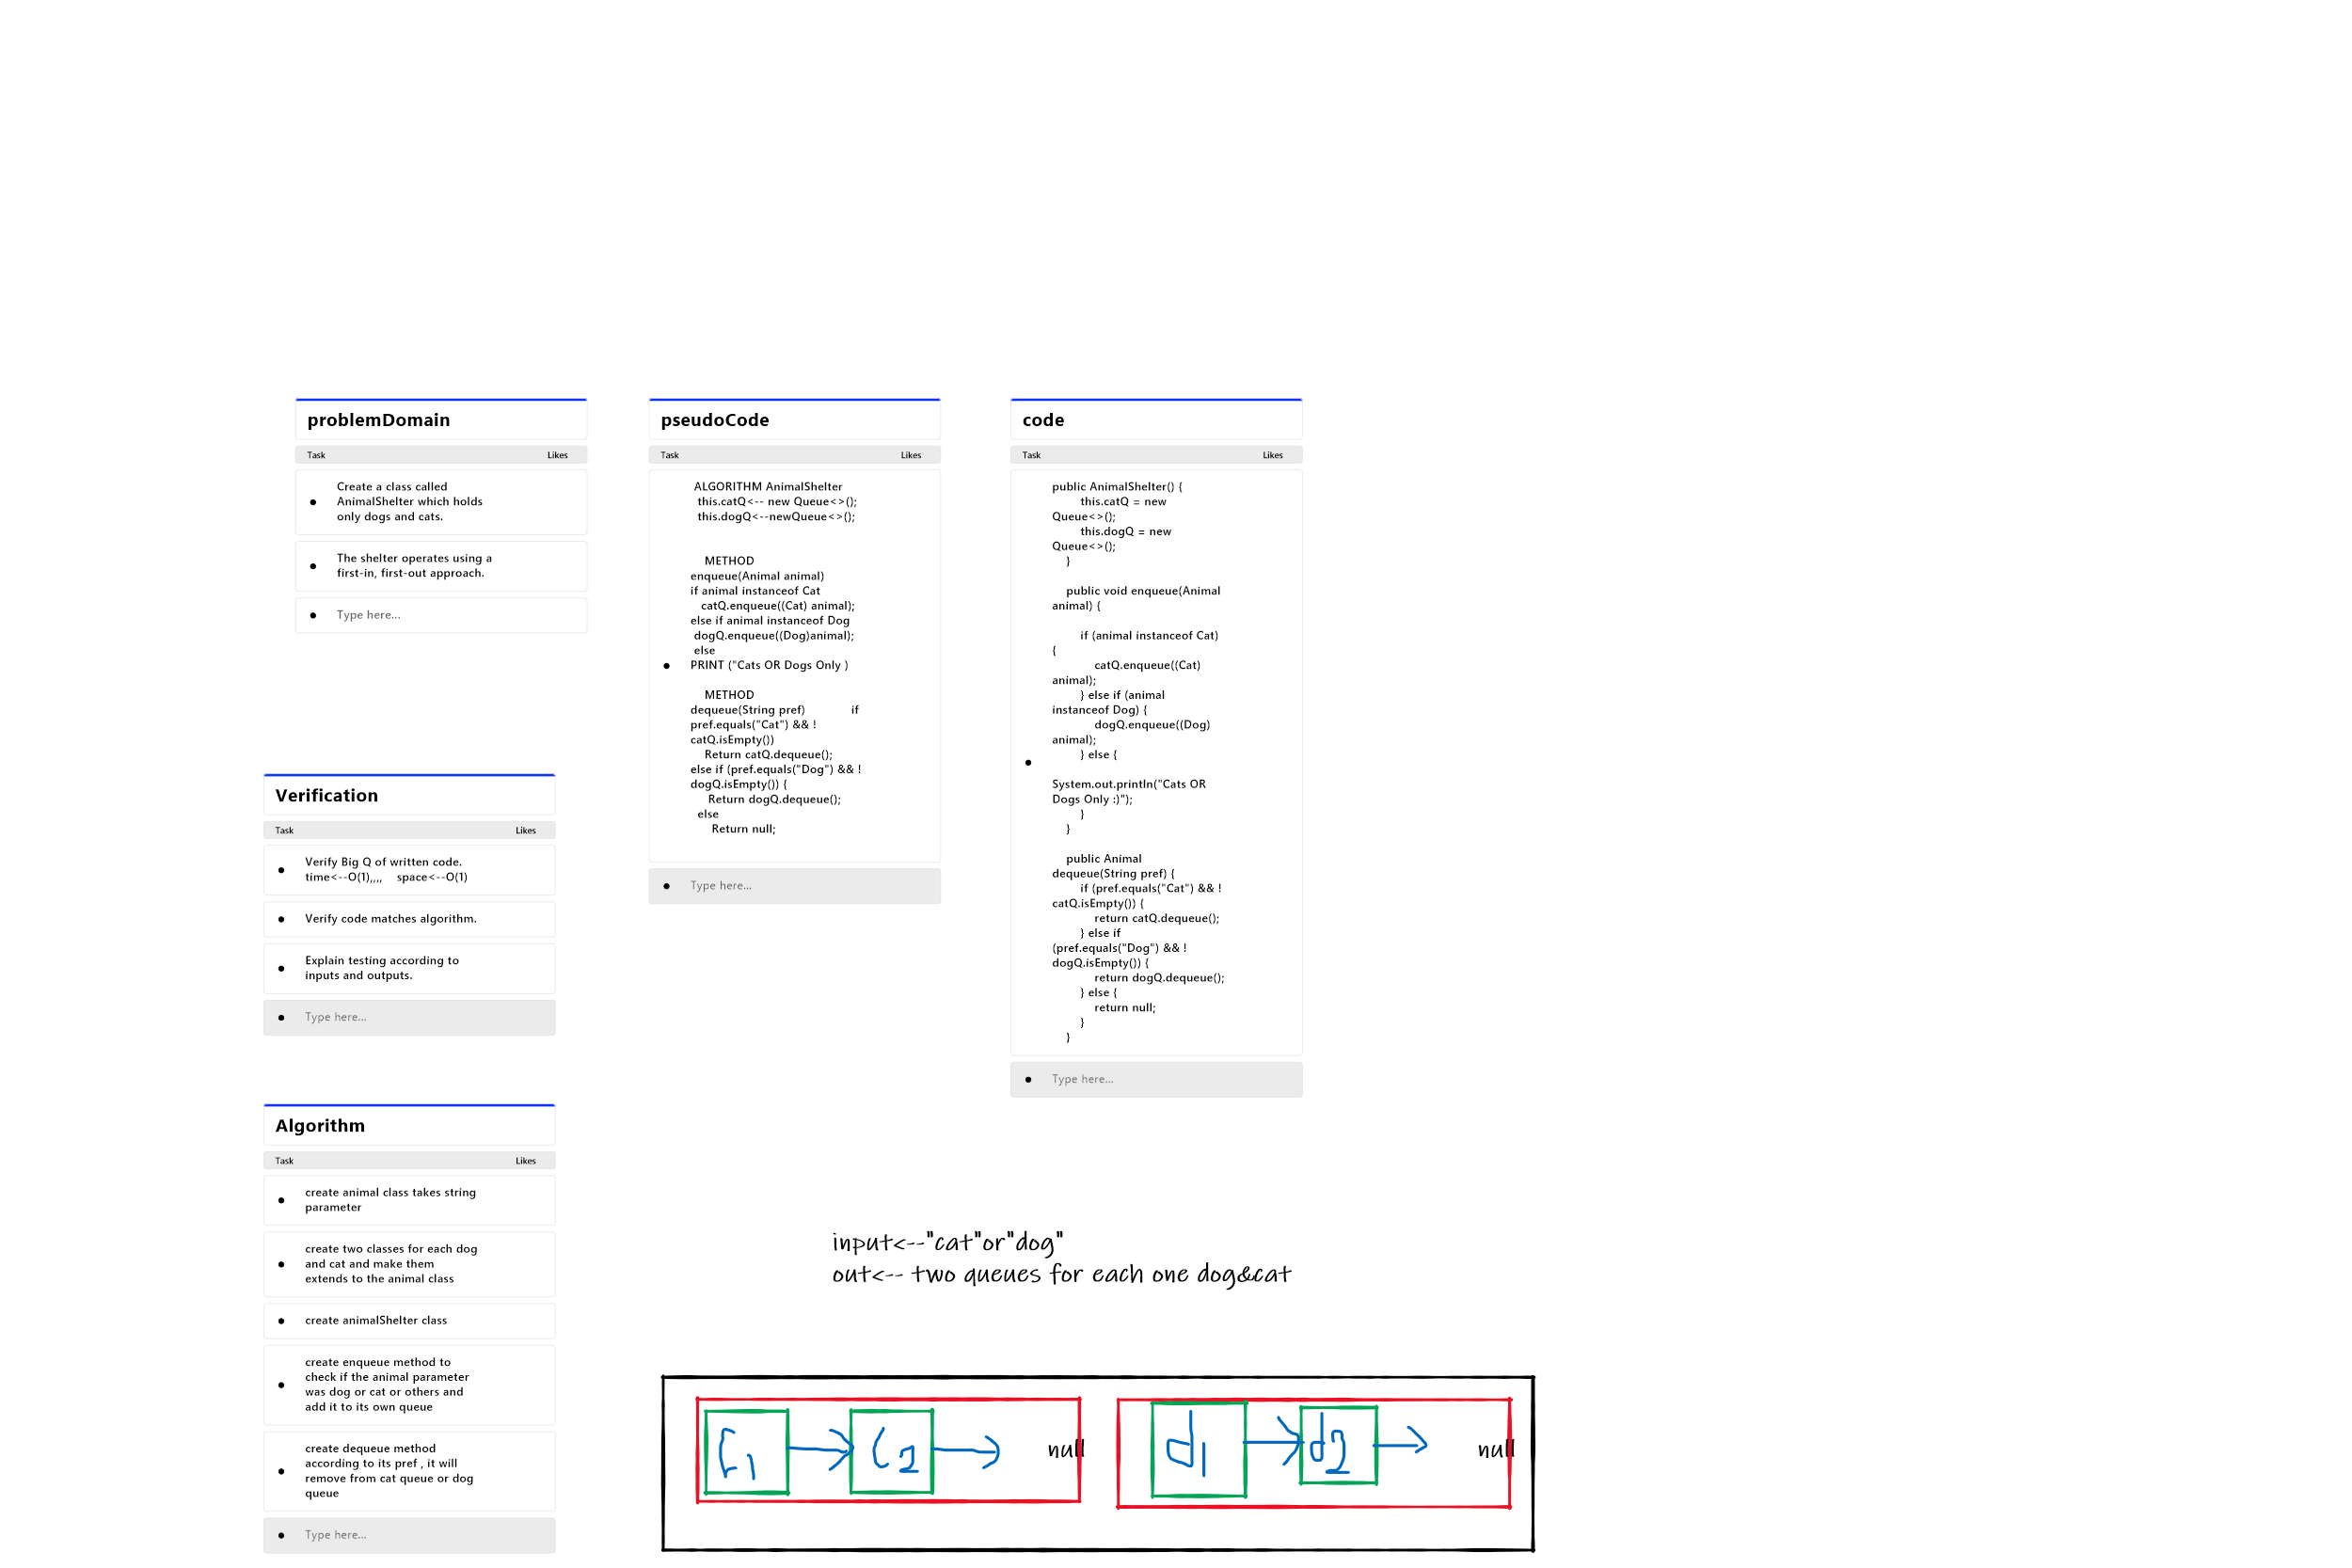 problemDomain
Task Likes
Create a class called
AnimalShelter which holds
only dogs and cats.
The shelter operates using a
first-in, first-out approach.
Type here...
Verification
Task Likes
Verify Big Q of written code.
time<--O(1),,,, space<--O(1)
Verify code matches algorithm.
Explain testing according to
inputs and outputs.
Type here...
Algorithm
Task Likes
create animal class takes string
parameter
create two classes for each dog
and cat and make them
extends to the animal class
create animalShelter class
create enqueue method to
check if the animal parameter
was dog or cat or others and
add it to its own queue
create dequeue method
according to its pref , it will
remove from cat queue or dog
queue
Type here...
pseudoCode
Task Likes
ALGORITHM AnimalShelter
this.catQ<-- new Queue<>();
this.dogQ<--newQueue<>();
METHOD
enqueue(Animal animal)
if animal instanceof Cat
catQ.enqueue((Cat) animal);
else if animal instanceof Dog
dogQ.enqueue((Dog)animal);
else
PRINT ("Cats OR Dogs Only )
METHOD
dequeue(String pref) if
pref.equals("Cat") && !
catQ.isEmpty())
Return catQ.dequeue();
else if (pref.equals("Dog") && !
dogQ.isEmpty()) {
Return dogQ.dequeue();
else
Return null;
Type here...
code
Task Likes
public AnimalShelter() {
this.catQ = new
Queue<>();
this.dogQ = new
Queue<>();
}
public void enqueue(Animal
animal) {
if (animal instanceof Cat)
{
catQ.enqueue((Cat)
animal);
} else if (animal
instanceof Dog) {
dogQ.enqueue((Dog)
animal);
} else {
System.out.println("Cats OR
Dogs Only :)");
}
}
public Animal
dequeue(String pref) {
if (pref.equals("Cat") && !
catQ.isEmpty()) {
return catQ.dequeue();
} else if
(pref.equals("Dog") && !
dogQ.isEmpty()) {
return dogQ.dequeue();
} else {
return null;
}
}
Type here...
input<--"cat"or"dog"
out<-- two queues for each one dog&cat
C1 C2 null d1 d2 null